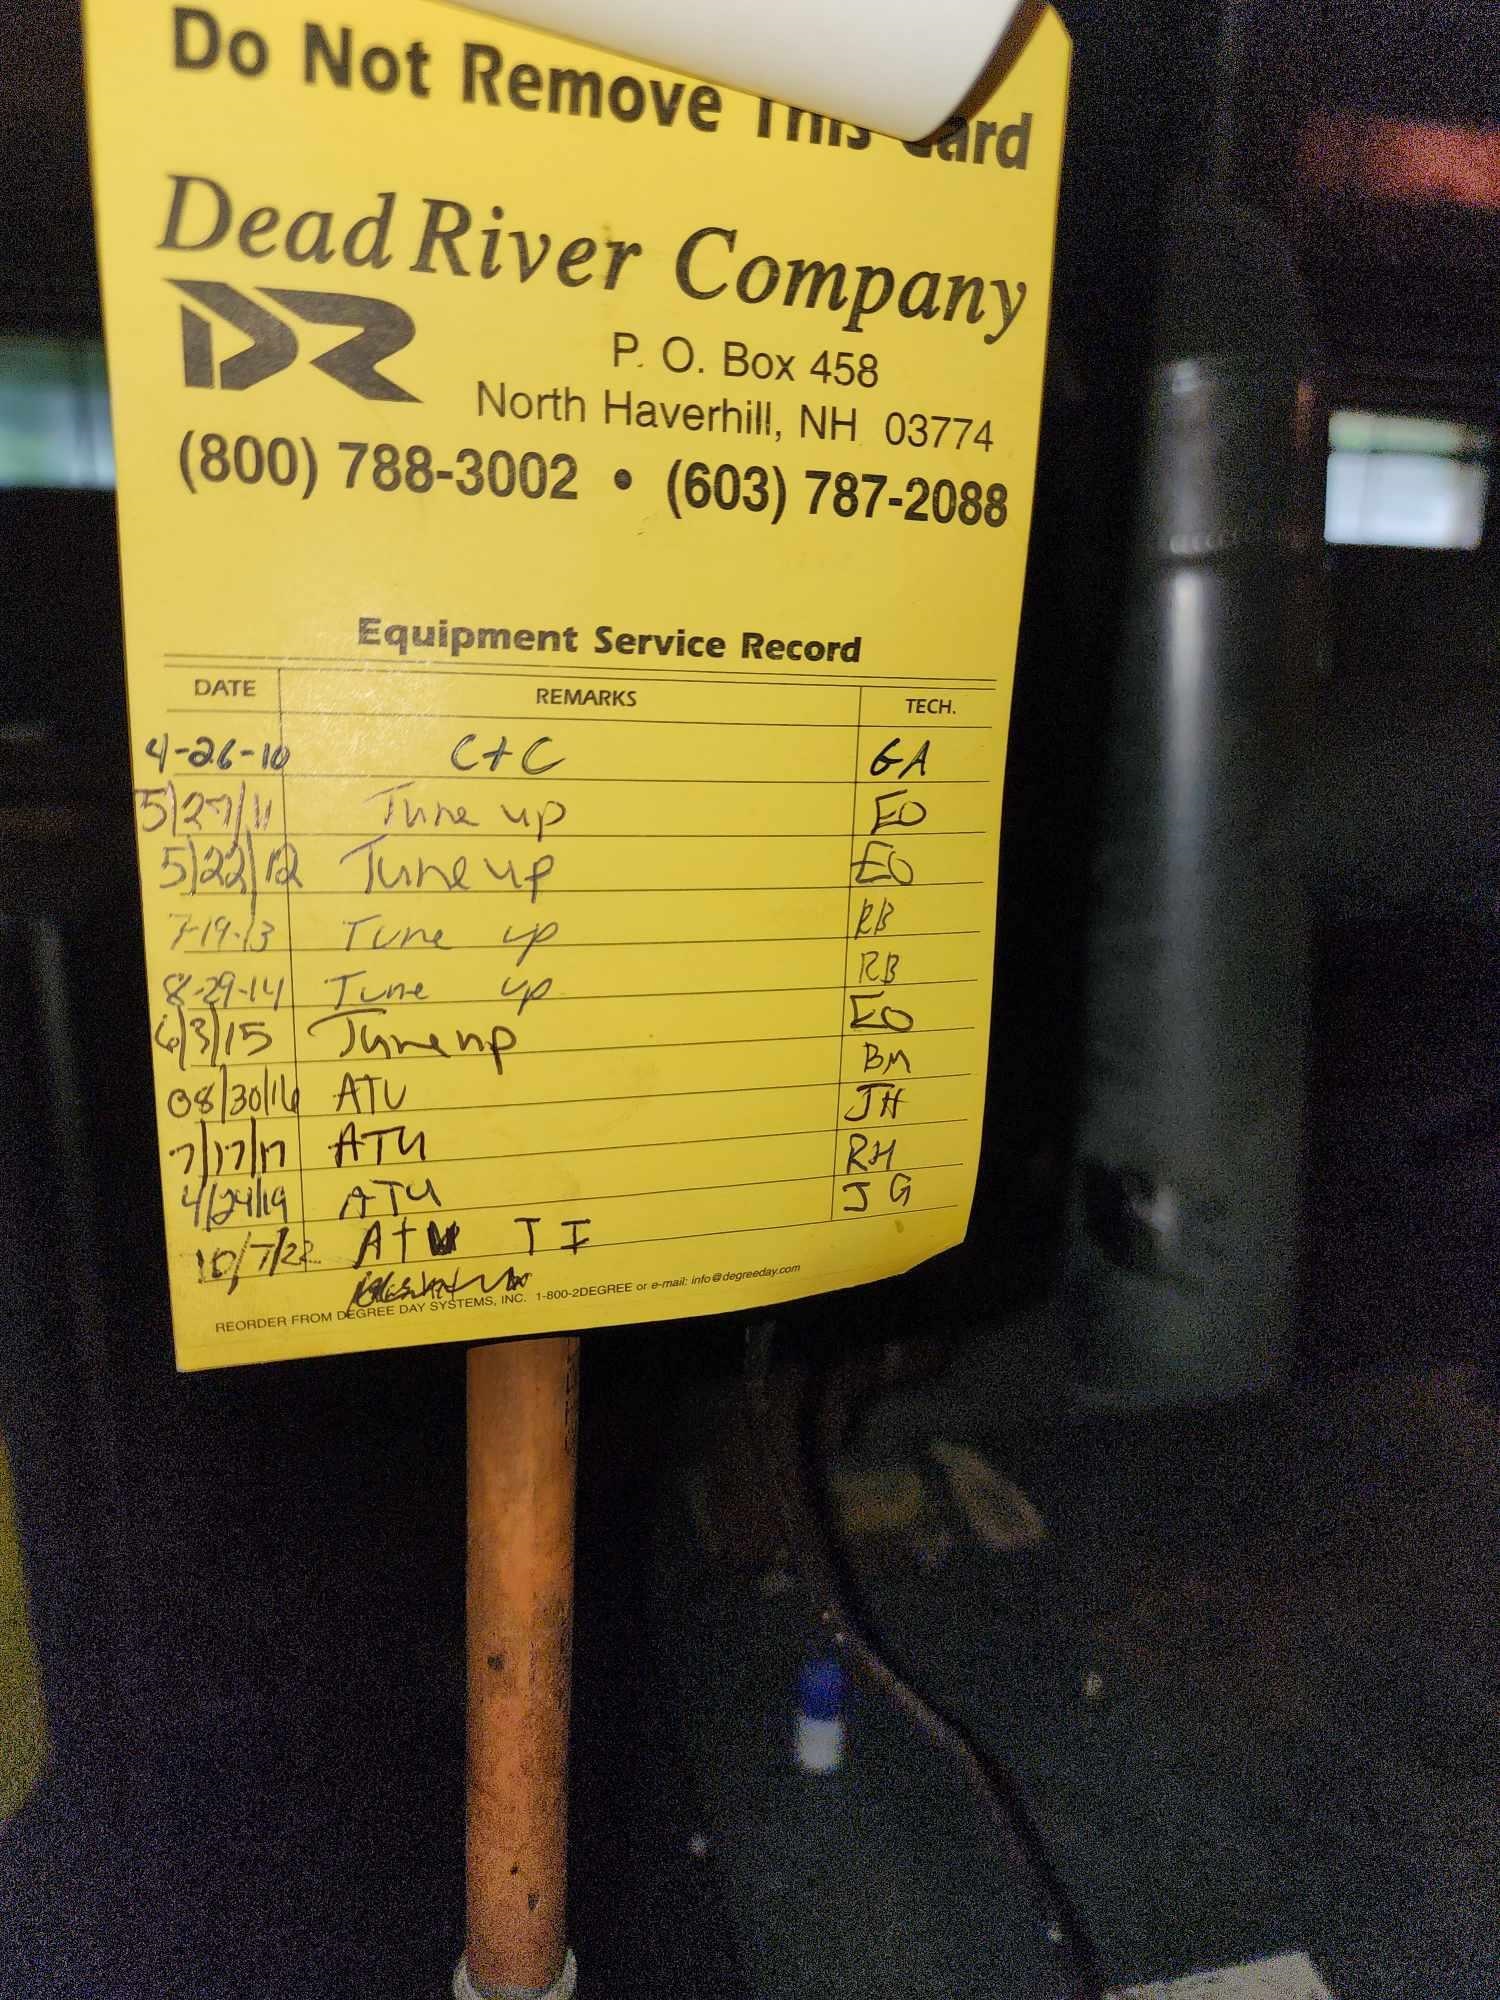 Do Not Remove This Card
Dead River Company
DR
P. O. Box 458
North Haverhill, NH 03774
(800) 788-3002 • (603) 787-2088
Equipment Service Record
DATE REMARKS TECH.
4-26-10 C+C GA
5/27/11 Tune up EO
5/22/12 Tune up EO
7-19-13 Tune up RB
8-29-14 Tune up RB
6/3/15 Tune up EO
08/30/16 ATU BM
7/17/17 ATU JH
4/24/19 ATU RH
10/7/22 ATU TI JG
REORDER FROM DEGREE DAY SYSTEMS, INC. 1-800-2DEGREE or e-mail: info@degreeday.com